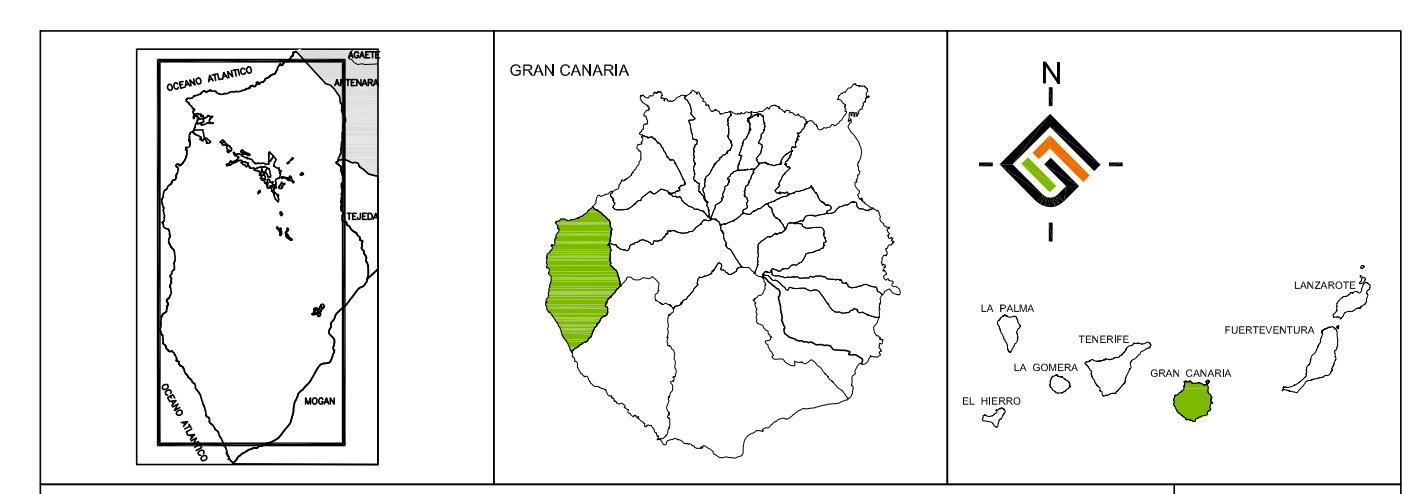 AGAETE
OCEANO ATLANTICO
ARTENARA
TEJEDA
MOGAN
OCEANO ATLANTICO
GRAN CANARIA
N
LANZAROTE
LA PALMA
FUERTEVENTURA
TENERIFE
LA GOMERA
GRAN CANARIA
EL HIERRO